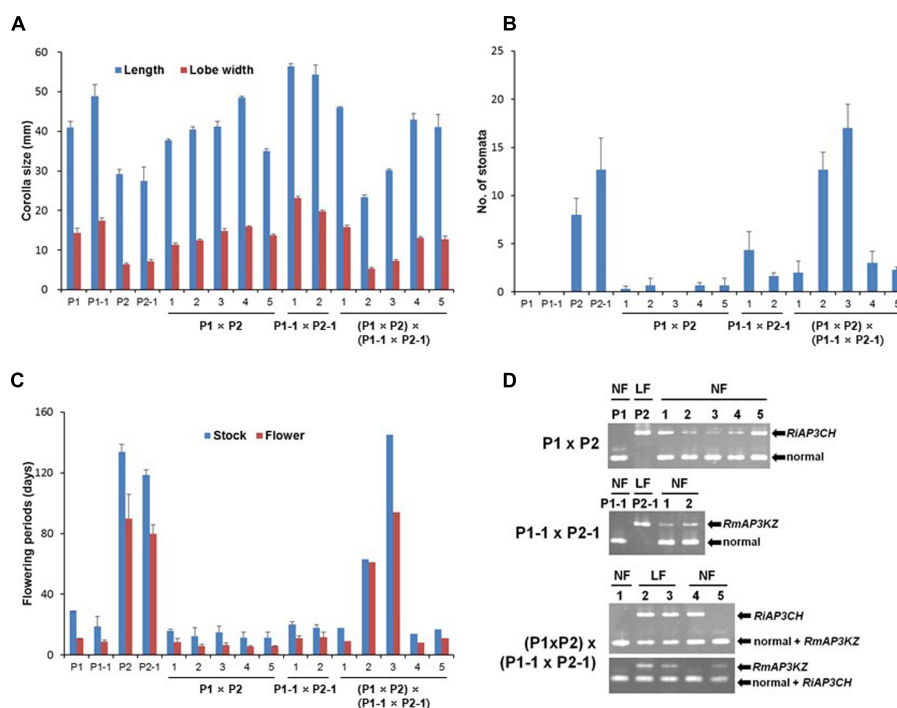 A
Corolla size (mm)
60
50
40
30
20
10
0
Length
Lobe width
P1 P1-1 P2 P2-1 1 2 3 4 5 1 2 1 2 3 4 5
P1 × P2 P1-1 × P2-1 (P1 × P2) ×
(P1-1 × P2-1)
B
No. of stomata
25
20
15
10
5
0
P1 P1-1 P2 P2-1 1 2 3 4 5 1 2 1 2 3 4 5
P1 × P2 P1-1 × P2-1 (P1 × P2) ×
(P1-1 × P2-1)
C
Flowering periods (days)
160
120
80
40
0
Stock
Flower
P1 P1-1 P2 P2-1 1 2 3 4 5 1 2 1 2 3 4 5
P1 × P2 P1-1 × P2-1 (P1 × P2) ×
(P1-1 × P2-1)
D
NF LF NF
P1 P2 1 2 3 4 5
P1 x P2
RiAP3CH
normal
NF LF NF
P1-1 P2-1 1 2
P1-1 x P2-1
RmAP3KZ
normal
NF LF NF
1 2 3 4 5
(P1xP2) x
(P1-1 x P2-1)
RiAP3CH
normal + RmAP3KZ
RmAP3KZ
normal + RiAP3CH